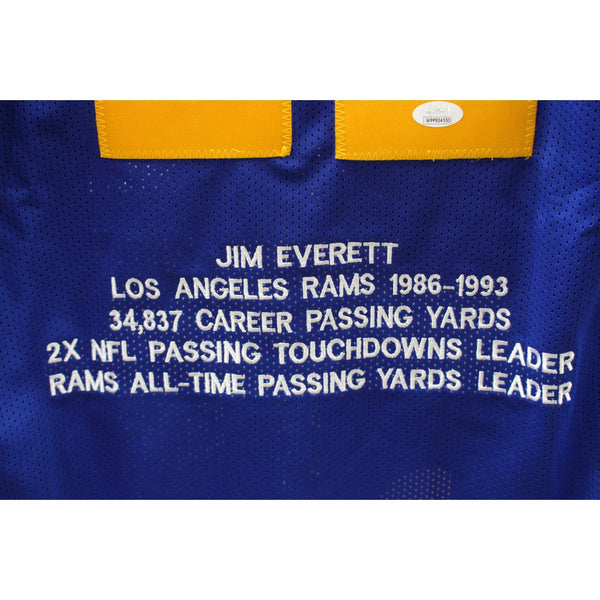 WPP834553
JIM EVERETT
LOS ANGELES RAMS 1986-1993
34,837 CAREER PASSING YARDS
2X NFL PASSING TOUCHDOWNS LEADER
RAMS ALL-TIME PASSING YARDS LEADER